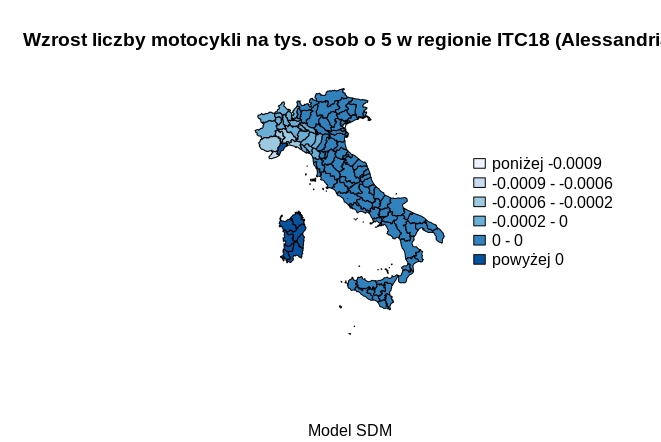 Wzrost liczby motocykli na tys. osob o 5 w regionie ITC18 (Alessandria
poniżej -0.0009
-0.0009 - -0.0006
-0.0006 - -0.0002
-0.0002 - 0
0 - 0
powyżej 0
Model SDM